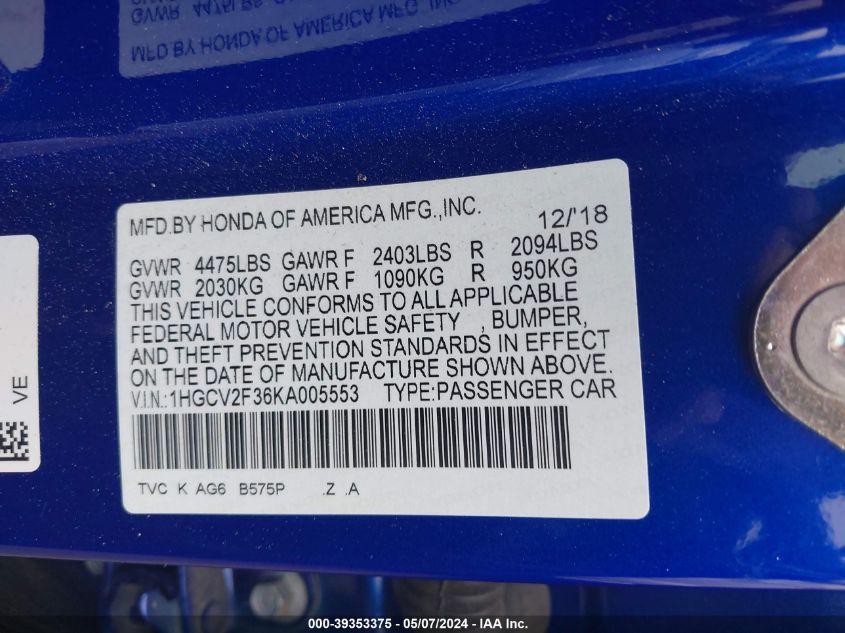 MFD.BY HONDA OF AMERICA MFG.,INC. 12/'18
GVWR 4475LBS GAWR F 2403LBS R 2094LBS
GVWR 2030KG GAWR F 1090KG R 950KG
THIS VEHICLE CONFORMS TO ALL APPLICABLE
FEDERAL MOTOR VEHICLE SAFETY , BUMPER,
AND THEFT PREVENTION STANDARDS IN EFFECT
ON THE DATE OF MANUFACTURE SHOWN ABOVE.
V.I.N.:1HGCV2F36KA005553 TYPE:PASSENGER CAR
TVC K AG6 B575P .Z .A
VE
000-39353375 - 05/07/2024 - IAA Inc.